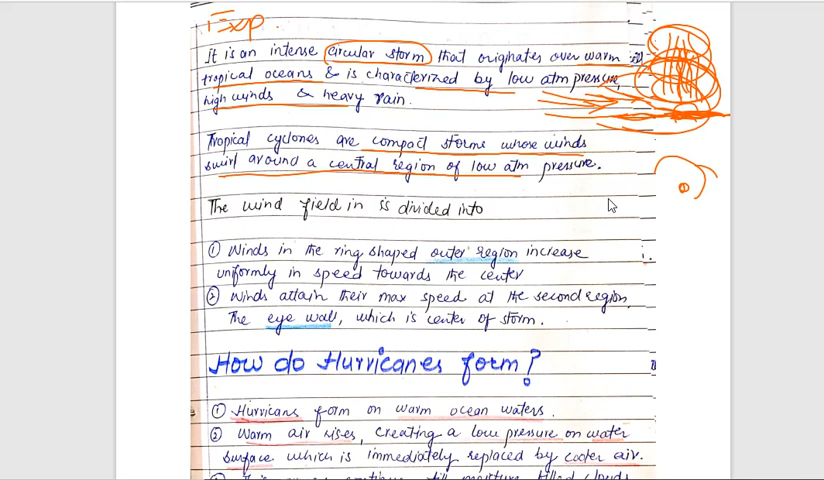 Exp
It is an intense circular storm that originates over warm
tropical oceans & is characterized by low atm pressure,
high winds & heavy rain.
Tropical cyclones are compact storms whose winds
swirl around a central region of low atm pressure.
The wind field in is divided into
① Winds in the ring shaped outer region increase
uniformly in speed towards the center
② Winds attain their max speed at the second region.
The eye wall, which is center of storm.
How do Hurricanes form?
① Hurricans form on warm ocean waters.
② Warm air rises, creating a low pressure on water
surface which is immediately replaced by cooler air.
till moisture filled clouds